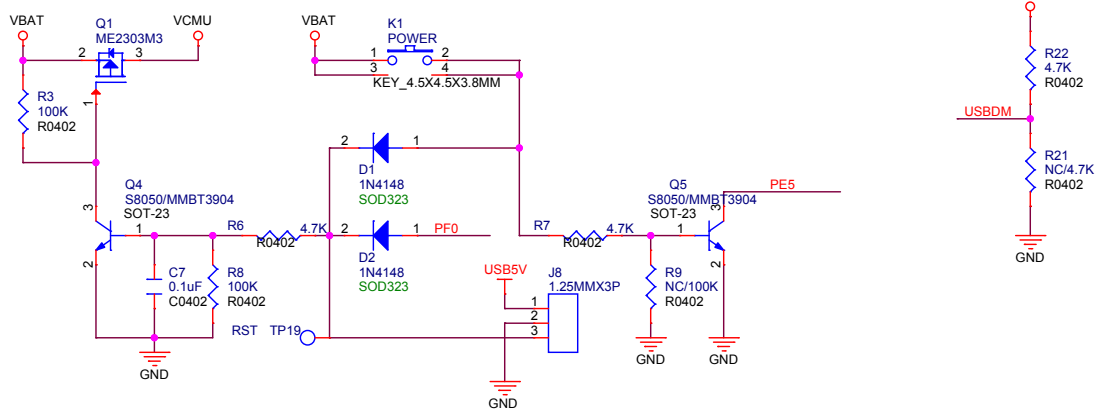 VBAT
Q1
ME2303M3
VCMU
2
3
1
R3
100K
R0402
VBAT
K1
POWER
1
2
3
4
KEY_4.5X4.5X3.8MM
R22
4.7K
R0402
USBDM
R21
NC/4.7K
R0402
GND
2
1
D1
1N4148
SOD323
Q4
S8050/MMBT3904
SOT-23
3
1
2
R6
4.7K
R0402
2
1
PF0
D2
1N4148
SOD323
C7
0.1uF
C0402
R8
100K
R0402
GND
RST
TP19
R7
4.7K
R0402
Q5
S8050/MMBT3904
SOT-23
PE5
3
1
2
R9
NC/100K
R0402
GND
GND
USB5V
J8
1.25MMX3P
1
2
3
GND